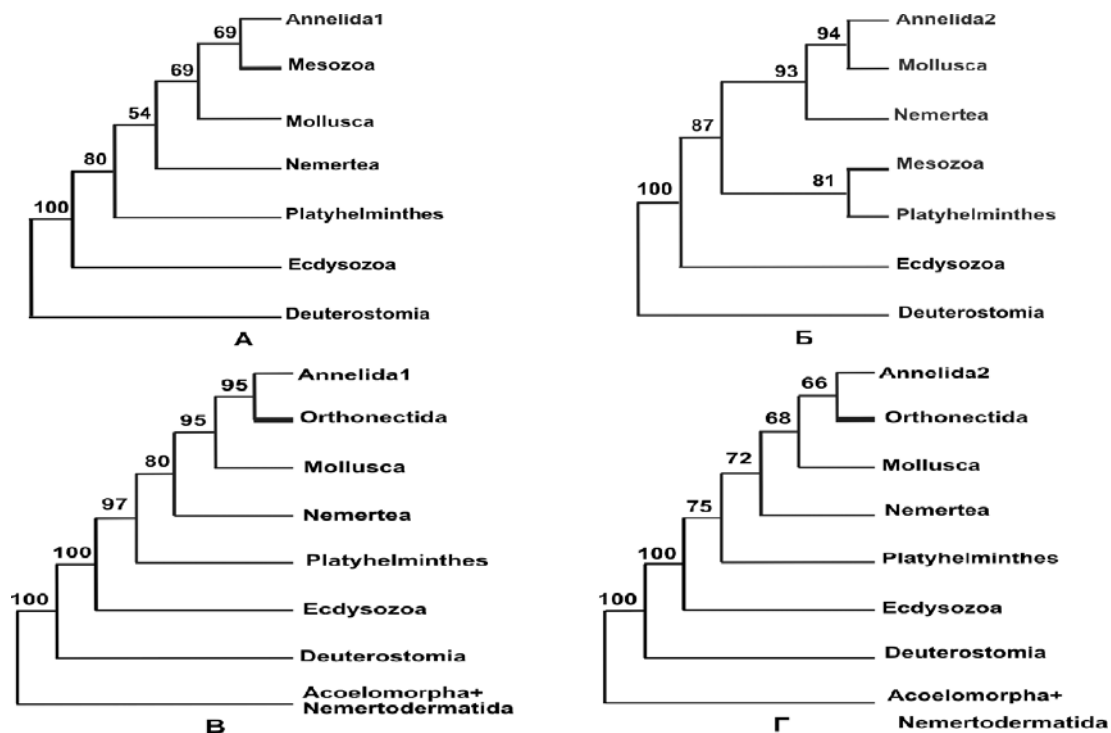 Annelida1
69
Mesozoa
69
Mollusca
54
Nemertea
80
Platyhelminthes
100
Ecdysozoa
Deuterostomia
А
Annelida2
94
Mollusca
93
Nemertea
87
Mesozoa
81
Platyhelminthes
100
Ecdysozoa
Deuterostomia
Б
Annelida1
95
Orthonectida
95
Mollusca
80
Nemertea
97
Platyhelminthes
100
Ecdysozoa
100
Deuterostomia
Acoelomorpha+
Nemertodermatida
В
Annelida2
66
Orthonectida
68
Mollusca
72
Nemertea
75
Platyhelminthes
100
Ecdysozoa
100
Deuterostomia
Acoelomorpha+
Nemertodermatida
Г